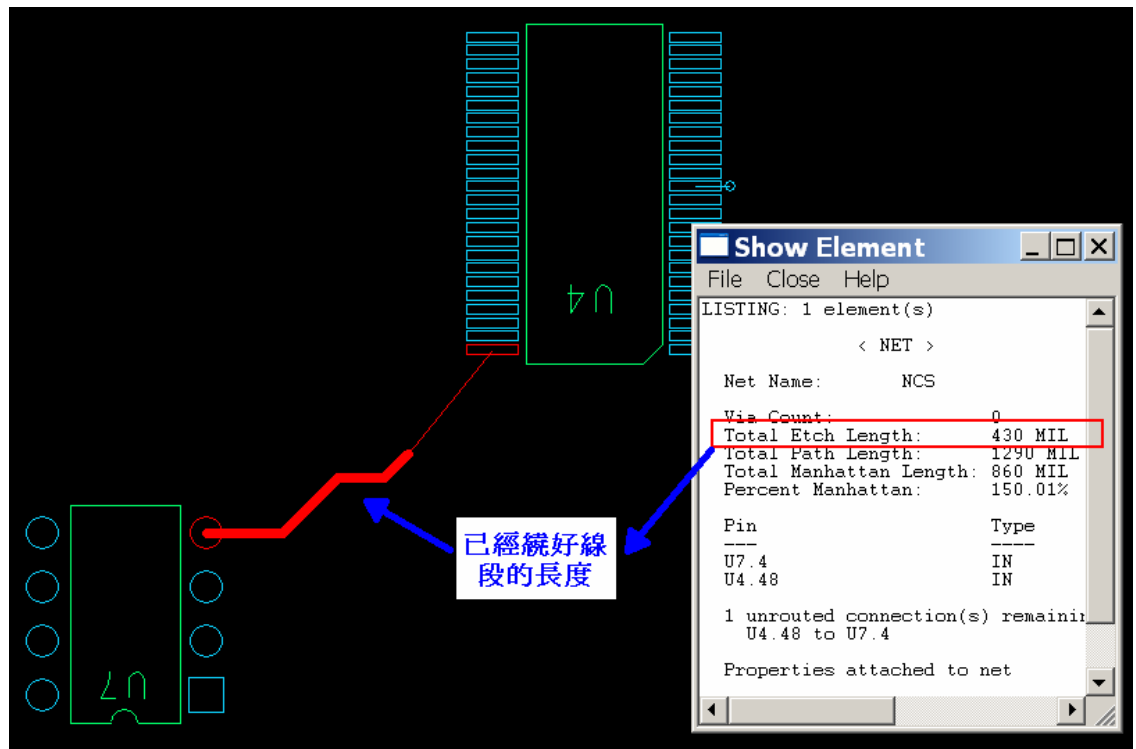 U4
Show Element
File Close Help
LISTING: 1 element(s)
< NET >
Net Name: NCS
Via Count: 0
Total Etch Length: 430 MIL
Total Path Length: 1290 MIL
Total Manhattan Length: 860 MIL
Percent Manhattan: 150.01%
Pin Type
--- ----
U7.4 IN
U4.48 IN
1 unrouted connection(s) remainin
U4.48 to U7.4
Properties attached to net
已經繞好線
段的長度
U7